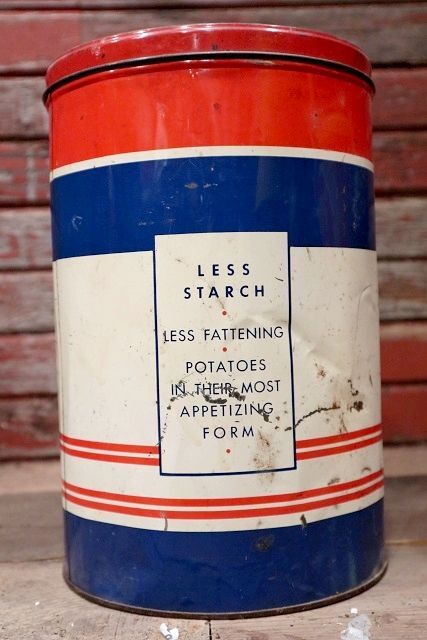 LESS
STARCH
LESS FATTENING
POTATOES
IN THEIR MOST
APPETIZING
FORM